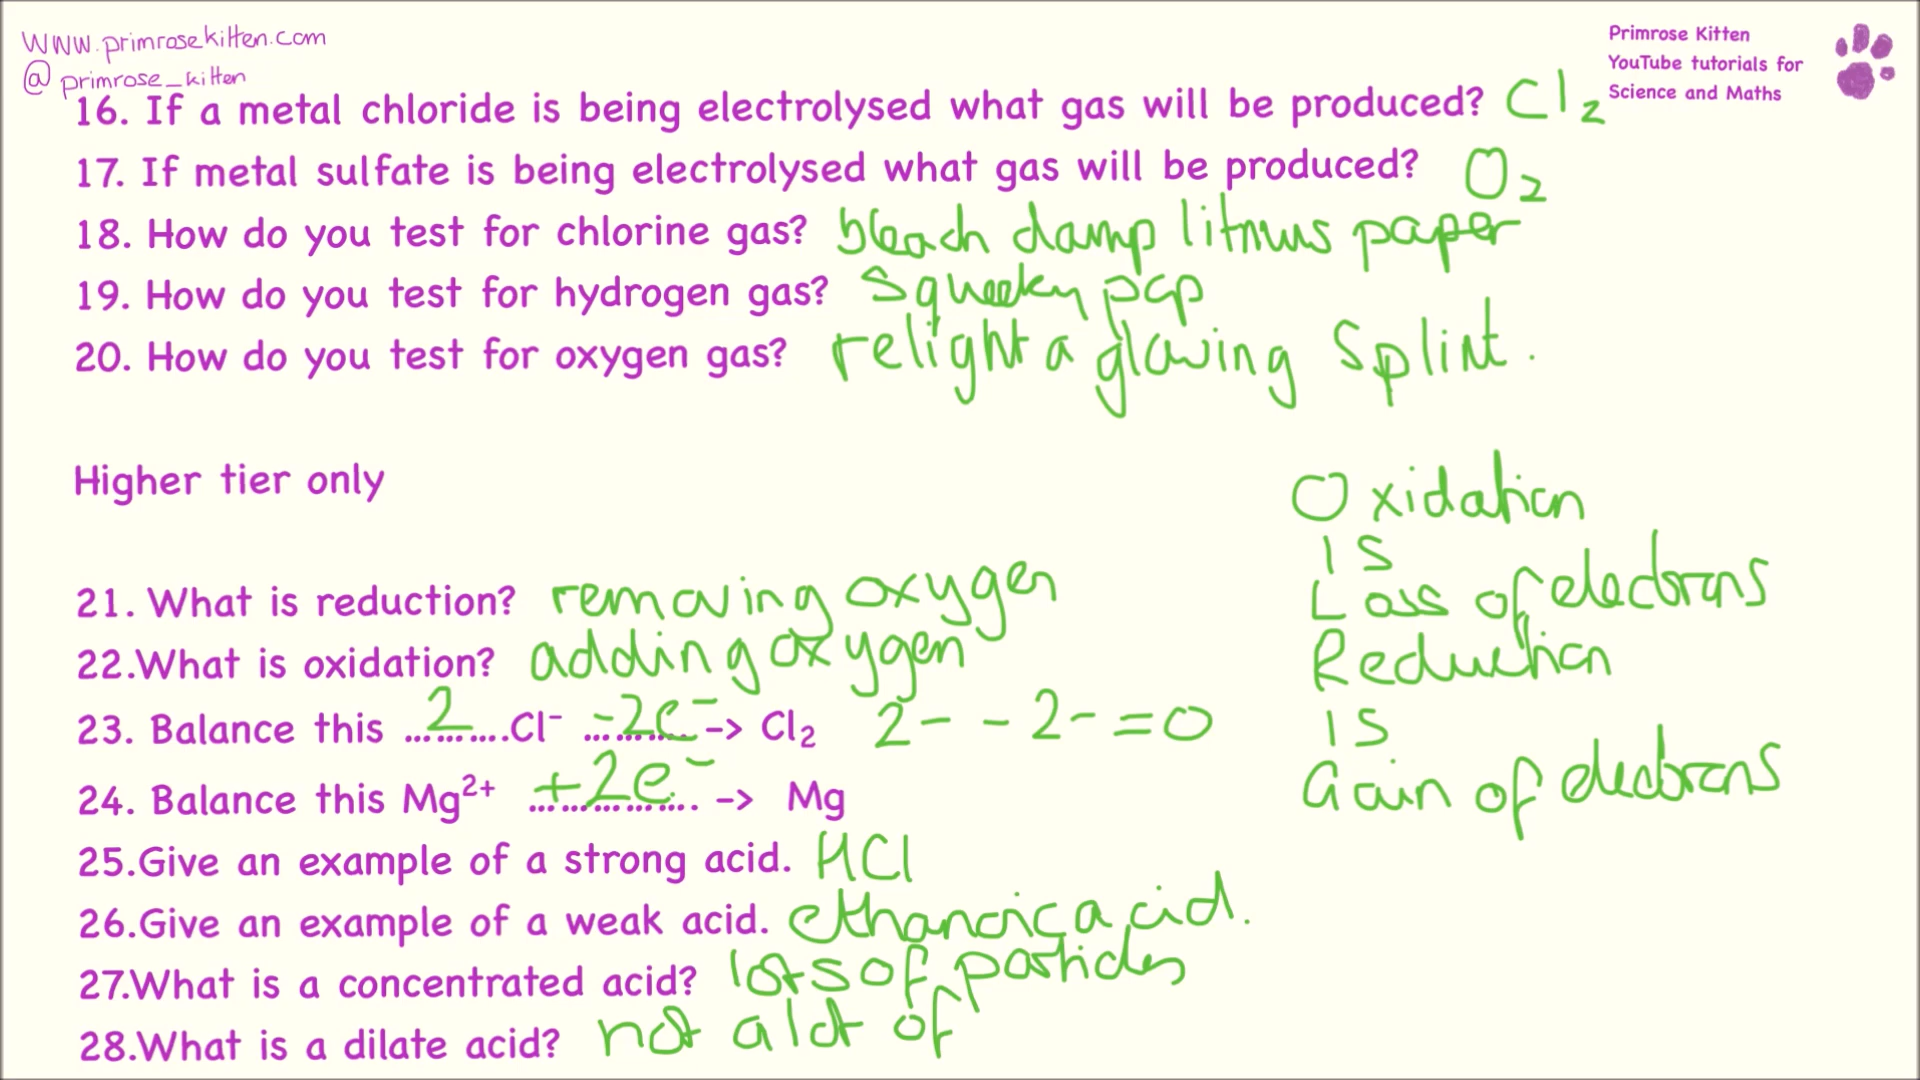 www.primrosekitten.com
@primrose_kitten
Primrose Kitten
YouTube tutorials for
Science and Maths
16. If a metal chloride is being electrolysed what gas will be produced? Cl₂
17. If metal sulfate is being electrolysed what gas will be produced? O₂
18. How do you test for chlorine gas? bleach damp litmus paper
19. How do you test for hydrogen gas? squeeky pop
20. How do you test for oxygen gas? relight a glowing splint.
Higher tier only
21. What is reduction? removing oxygen
22.What is oxidation? adding oxygen
23. Balance this ...2....Cl⁻ ...-2e⁻...-> Cl₂ 2- - 2- = 0
24. Balance this Mg²⁺ ...+2e⁻... -> Mg
25.Give an example of a strong acid. HCl
26.Give an example of a weak acid. ethanoic acid.
27.What is a concentrated acid? lots of particles
28.What is a dilate acid? not a lot of
Oxidation
Is
Loss of electrons
Reduction
Is
Gain of electrons